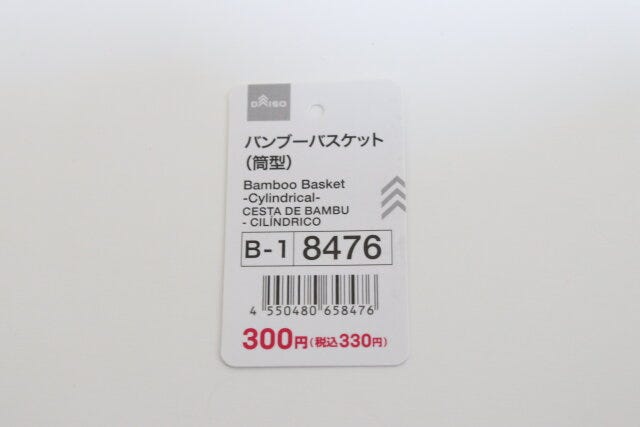 DAISO
バンブーバスケット
（筒型）
Bamboo Basket
-Cylindrical-
CESTA DE BAMBU
- CILÍNDRICO
B-1 8476
4 550480 658476
300円(税込330円)